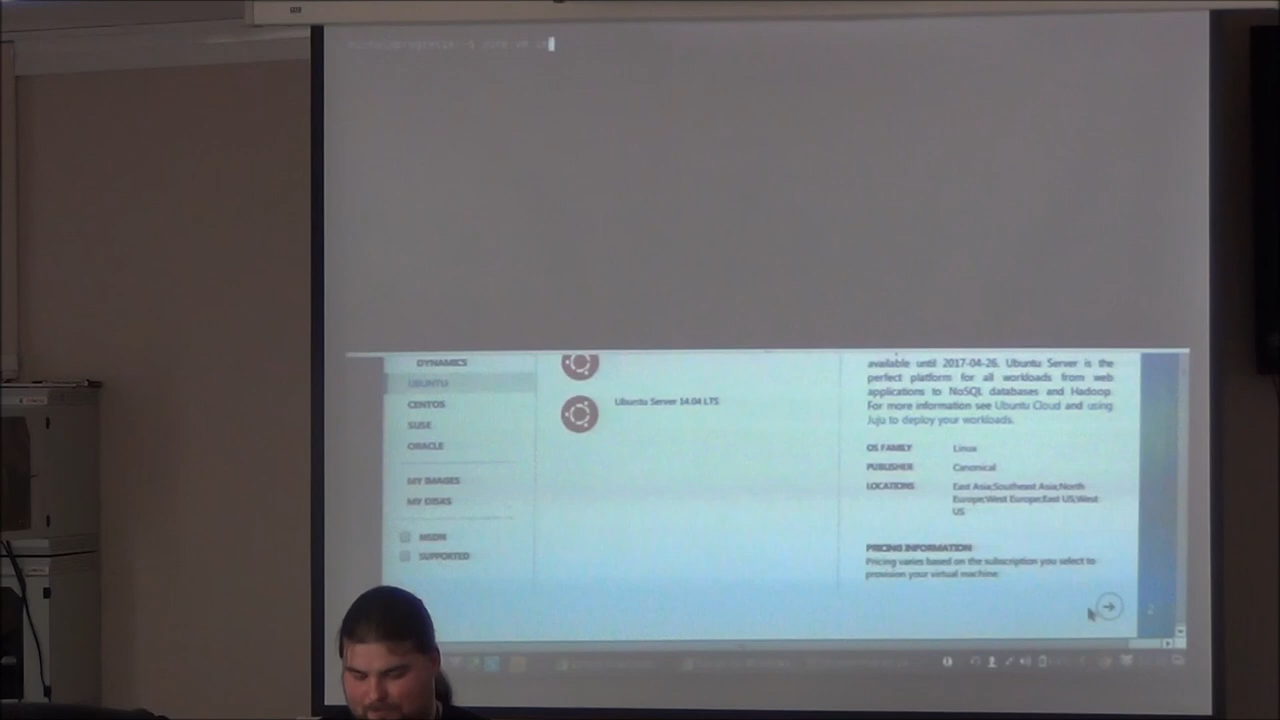 DYNAMICS
UBUNTU
CENTOS
SUSE
ORACLE
MY IMAGES
MY DISKS
MSDN
SUPPORTED
Ubuntu Server 14.04 LTS
available until 2017-04-26. Ubuntu Server is the
perfect platform for all workloads from web
applications to NoSQL databases and Hadoop.
For more information see Ubuntu Cloud and using
Juju to deploy your workloads.
OS FAMILY Linux
PUBLISHER Canonical
LOCATIONS East Asia;Southeast Asia;North
Europe;West Europe;East US;West
US
PRICING INFORMATION
Pricing varies based on the subscription you select to
provision your virtual machine.
2